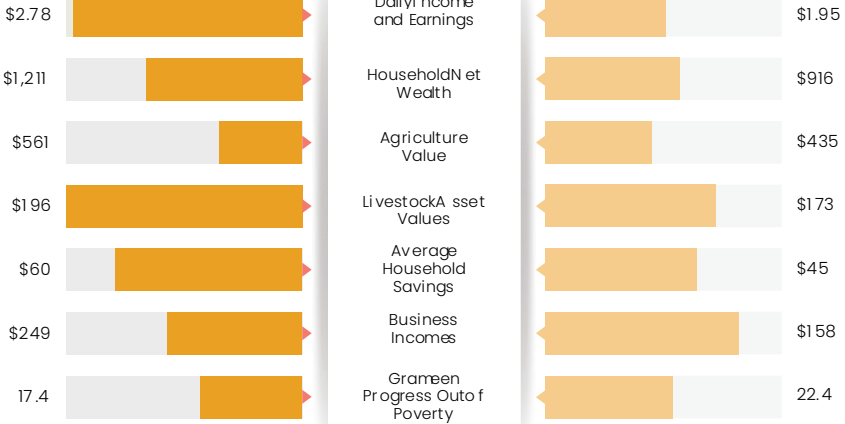 $2.78
DailyI ncome
and Earnings
$1.95
$1,211
HouseholdN et
Wealth
$916
$561
Agriculture
Value
$435
$196
LivestockA sset
Values
$173
$60
Average
Household
Savings
$45
$249
Business
Incomes
$158
17.4
Grameen
Progress Outo f
Poverty
22.4